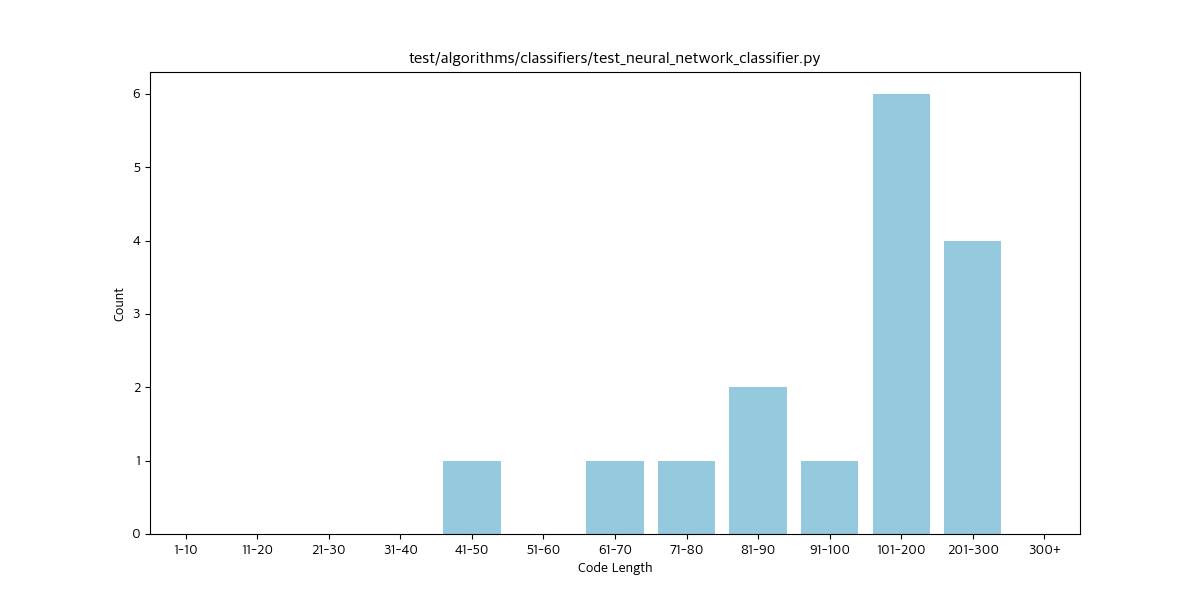 test/algorithms/classifiers/test_neural_network_classifier.py
6
5
4
3
2
1
0
Count
1-10 11-20 21-30 31-40 41-50 51-60 61-70 71-80 81-90 91-100 101-200 201-300 300+
Code Length